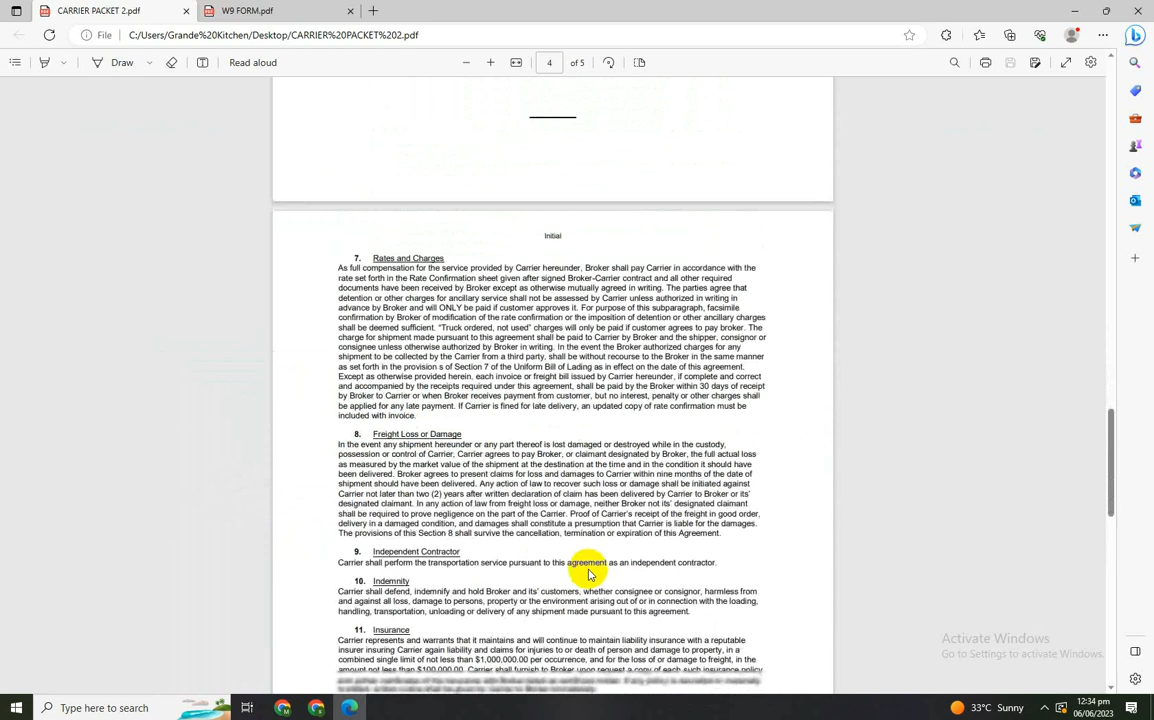 CARRIER PACKET 2.pdf
W9 FORM.pdf
File
C:/Users/Grande%20Kitchen/Desktop/CARRIER%20PACKET%202.pdf
Draw
Read aloud
4
of 5
Initial
7. Rates and Charges
As full compensation for the service provided by Carrier hereunder, Broker shall pay Carrier in accordance with the
rate set forth in the Rate Confirmation sheet given after signed Broker-Carrier contract and all other required
documents have been received by Broker except as otherwise mutually agreed in writing. The parties agree that
detention or other charges for ancillary service shall not be assessed by Carrier unless authorized in writing in
advance by Broker and will ONLY be paid if customer approves it. For purpose of this subparagraph, facsimile
confirmation by Broker of modification of the rate confirmation or the imposition of detention or other ancillary charges
shall be deemed sufficient. “Truck ordered, not used” charges will only be paid if customer agrees to pay broker. The
charge for shipment made pursuant to this agreement shall be paid to Carrier by Broker and the shipper, consignor or
consignee unless otherwise authorized by Broker in writing. In the event the Broker authorized charges for any
shipment to be collected by the Carrier from a third party, shall be without recourse to the Broker in the same manner
as set forth in the provision s of Section 7 of the Uniform Bill of Lading as in effect on the date of this agreement.
Except as otherwise provided herein, each invoice or freight bill issued by Carrier hereunder, if complete and correct
and accompanied by the receipts required under this agreement, shall be paid by the Broker within 30 days of receipt
by Broker to Carrier or when Broker receives payment from customer, but no interest, penalty or other charges shall
be applied for any late payment. If Carrier is fined for late delivery, an updated copy of rate confirmation must be
included with invoice.
8. Freight Loss or Damage
In the event any shipment hereunder or any part thereof is lost damaged or destroyed while in the custody,
possession or control of Carrier, Carrier agrees to pay Broker, or claimant designated by Broker, the full actual loss
as measured by the market value of the shipment at the destination at the time and in the condition it should have
been delivered. Broker agrees to present claims for loss and damages to Carrier within nine months of the date of
shipment should have been delivered. Any action of law to recover such loss or damage shall be initiated against
Carrier not later than two (2) years after written declaration of claim has been delivered by Carrier to Broker or its’
designated claimant. In any action of law from freight loss or damage, neither Broker not its’ designated claimant
shall be required to prove negligence on the part of the Carrier. Proof of Carrier’s receipt of the freight in good order,
delivery in a damaged condition, and damages shall constitute a presumption that Carrier is liable for the damages.
The provisions of this Section 8 shall survive the cancellation, termination or expiration of this Agreement.
9. Independent Contractor
Carrier shall perform the transportation service pursuant to this agreement as an independent contractor.
10. Indemnity
Carrier shall defend, indemnify and hold Broker and its’ customers, whether consignee or consignor, harmless from
and against all loss, damage to persons, property or the environment arising out of or in connection with the loading,
handling, transportation, unloading or delivery of any shipment made pursuant to this agreement.
11. Insurance
Carrier represents and warrants that it maintains and will continue to maintain liability insurance with a reputable
insurer insuring Carrier again liability and claims for injuries to or death of person and damage to property, in a
combined single limit of not less than $1,000,000.00 per occurrence, and for the loss of or damage to freight, in the
amount not less than $100,000.00. Carrier shall furnish to Broker upon request a copy of each such insurance policy
Activate Windows
Go to Settings to activate Windows.
Type here to search
33°C Sunny
12:34 pm
06/06/2023